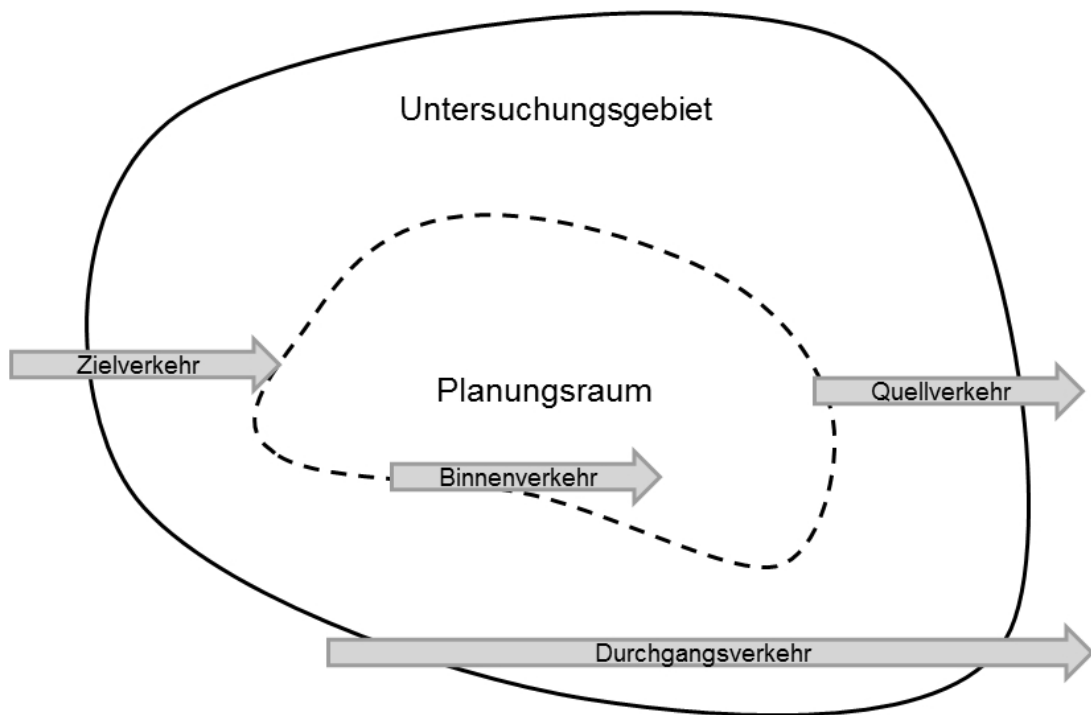 Untersuchungsgebiet
Zielverkehr
Planungsraum
Quellverkehr
Binnenverkehr
Durchgangsverkehr